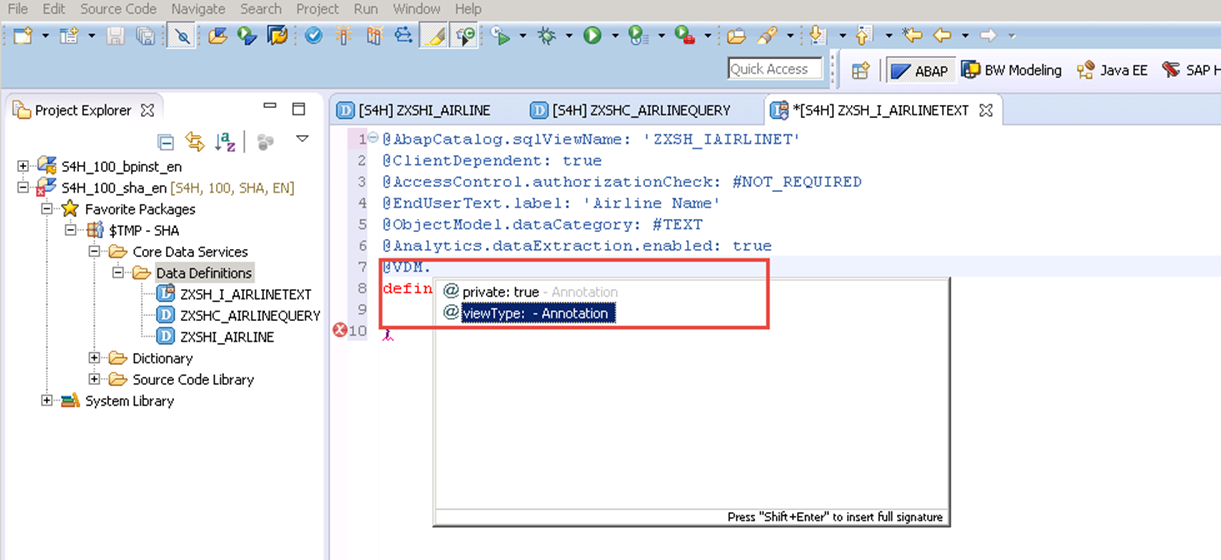 File Edit Source Code Navigate Search Project Run Window Help
Quick Access
ABAP BW Modeling Java EE SAP H
Project Explorer
[S4H] ZXSHI_AIRLINE [S4H] ZXSHC_AIRLINEQUERY *[S4H] ZXSH_I_AIRLINETEXT
S4H_100_bpinst_en
S4H_100_sha_en [S4H, 100, SHA, EN]
Favorite Packages
$TMP - SHA
Core Data Services
Data Definitions
ZXSH_I_AIRLINETEXT
ZXSHC_AIRLINEQUERY
ZXSHI_AIRLINE
Dictionary
Source Code Library
System Library
1 @AbapCatalog.sqlViewName: 'ZXSH_IAIRLINET'
2 @ClientDependent: true
3 @AccessControl.authorizationCheck: #NOT_REQUIRED
4 @EndUserText.label: 'Airline Name'
5 @ObjectModel.dataCategory: #TEXT
6 @Analytics.dataExtraction.enabled: true
7 @VDM.
8 defin
9
10 }
@ private: true - Annotation
@ viewType: - Annotation
Press "Shift+Enter" to insert full signature